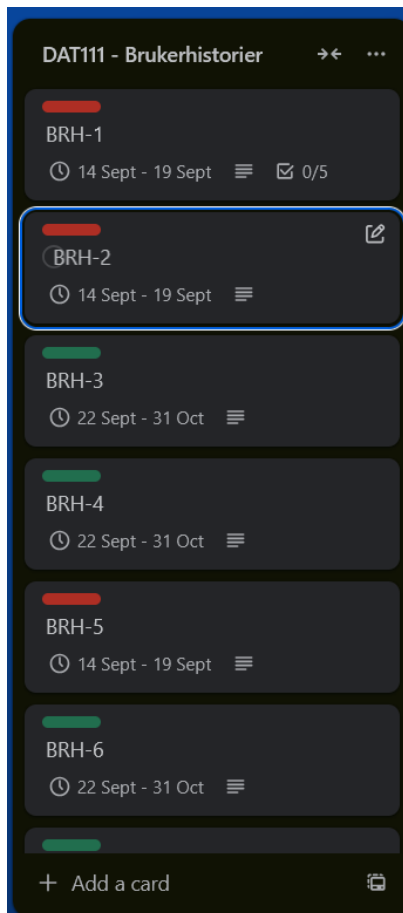 DAT111 - Brukerhistorier
BRH-1
14 Sept - 19 Sept 0/5
BRH-2
14 Sept - 19 Sept
BRH-3
22 Sept - 31 Oct
BRH-4
22 Sept - 31 Oct
BRH-5
14 Sept - 19 Sept
BRH-6
22 Sept - 31 Oct
+ Add a card